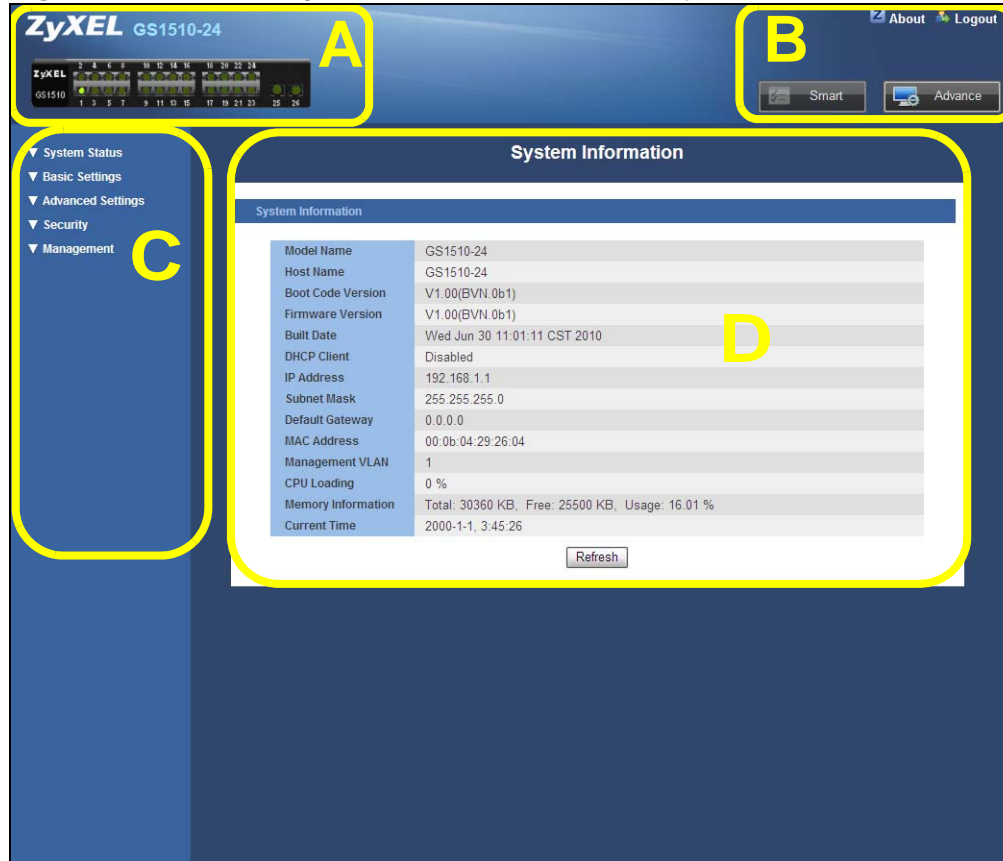 ZyXEL GS1510-24
A
B
About Logout
2 4 6 8 10 12 14 16 18 20 22 24
ZyXEL
GS1510
1 3 5 7 9 11 13 15 17 19 21 23 25 26
Smart Advance
▼ System Status
▼ Basic Settings
▼ Advanced Settings
▼ Security
▼ Management
C
System Information
System Information
Model Name GS1510-24
Host Name GS1510-24
Boot Code Version V1.00(BVN.0b1)
Firmware Version V1.00(BVN.0b1)
Built Date Wed Jun 30 11:01:11 CST 2010
DHCP Client Disabled
IP Address 192.168.1.1
Subnet Mask 255.255.255.0
Default Gateway 0.0.0.0
MAC Address 00:0b:04:29:26:04
Management VLAN 1
CPU Loading 0 %
Memory Information Total: 30360 KB, Free: 25500 KB, Usage: 16.01 %
Current Time 2000-1-1, 3:45:26
D
Refresh